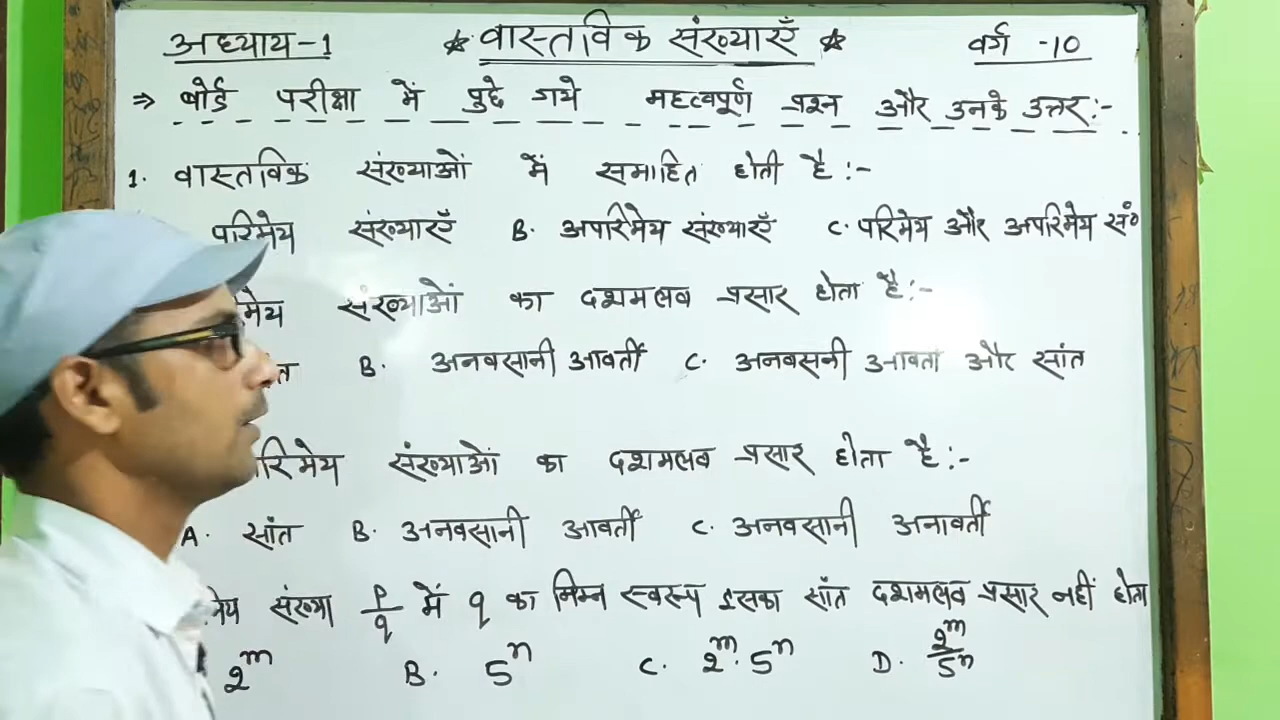 अध्याय-1 ☆ वास्तविक संख्याएँ ☆ वर्ग -10
⇒ बोर्ड परीक्षा में पुछे गये महत्वपूर्ण प्रश्न और उनके उत्तर:-
1. वास्तविक संख्याओं में समाहित होती है:-
परिमेय संख्याएँ B. अपरिमेय संख्याएँ C. परिमेय और अपरिमेय सं०
संख्याओं का दशमलव प्रसार होता है:-
B. अनवसानी आवर्ती C. अनवसनी आवर्ता और सांत
संख्याओं का दशमलव प्रसार होता है:-
A. सांत B. अनवसानी आवर्ती C. अनवसानी अनावर्ती
संख्या p/q में q का निम्न स्वरूप इसका सांत दशमलव प्रसार नहीं होता
2^m B. 5^n C. 2^m. 5^n D. 2^m/5^n